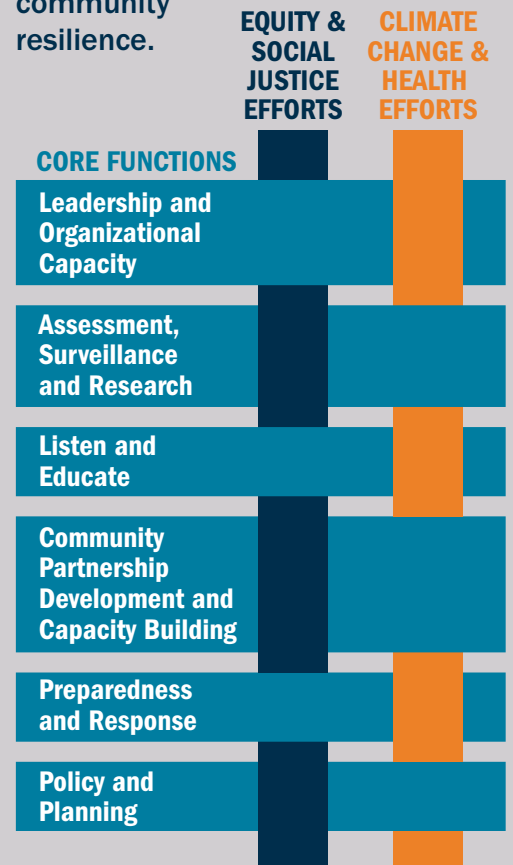 community
resilience.
EQUITY &
SOCIAL
JUSTICE
EFFORTS
CLIMATE
CHANGE &
HEALTH
EFFORTS
CORE FUNCTIONS
Leadership and
Organizational
Capacity
Assessment,
Surveillance
and Research
Listen and
Educate
Community
Partnership
Development and
Capacity Building
Preparedness
and Response
Policy and
Planning